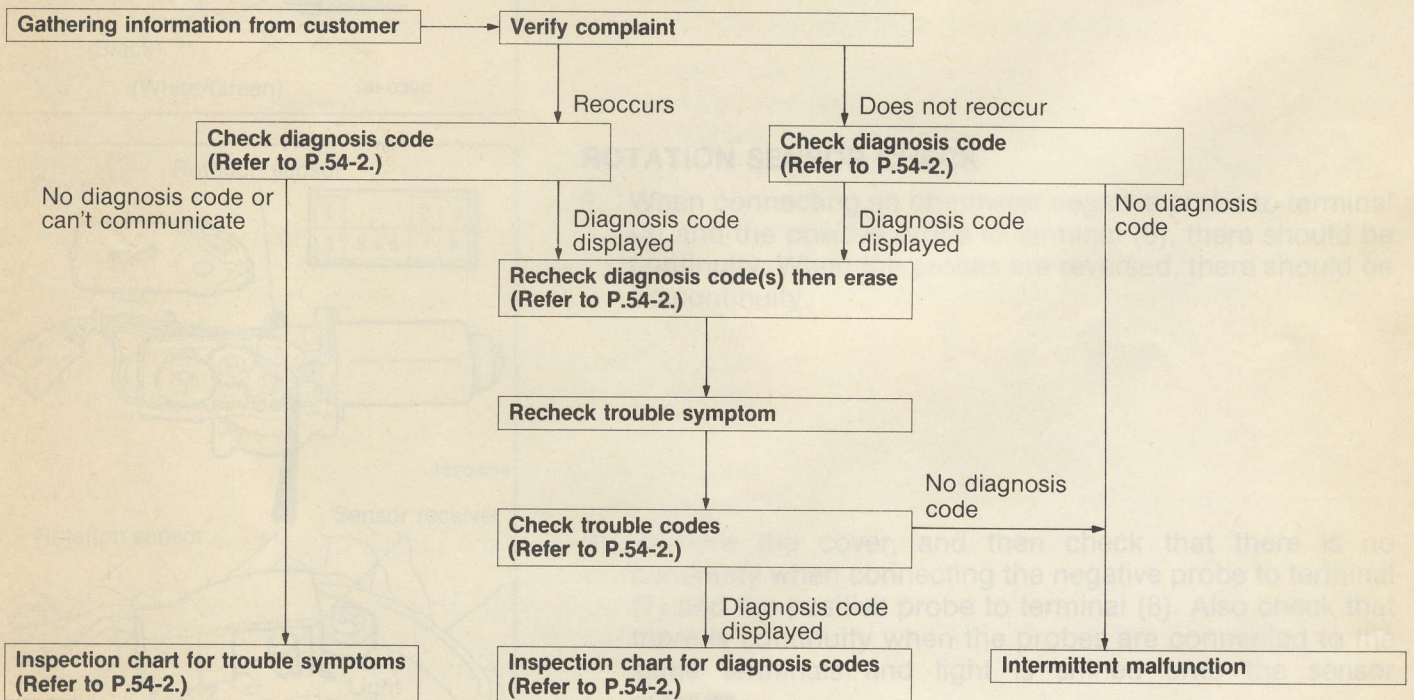 Gathering information from customer
Verify complaint
Reoccurs
Does not reoccur
Check diagnosis code
(Refer to P.54-2.)
Check diagnosis code
(Refer to P.54-2.)
No diagnosis code or
can't communicate
Diagnosis code
displayed
Diagnosis code
displayed
No diagnosis
code
Recheck diagnosis code(s) then erase
(Refer to P.54-2.)
Recheck trouble symptom
No diagnosis
code
Check trouble codes
(Refer to P.54-2.)
Diagnosis code
displayed
Inspection chart for trouble symptoms
(Refer to P.54-2.)
Inspection chart for diagnosis codes
(Refer to P.54-2.)
Intermittent malfunction